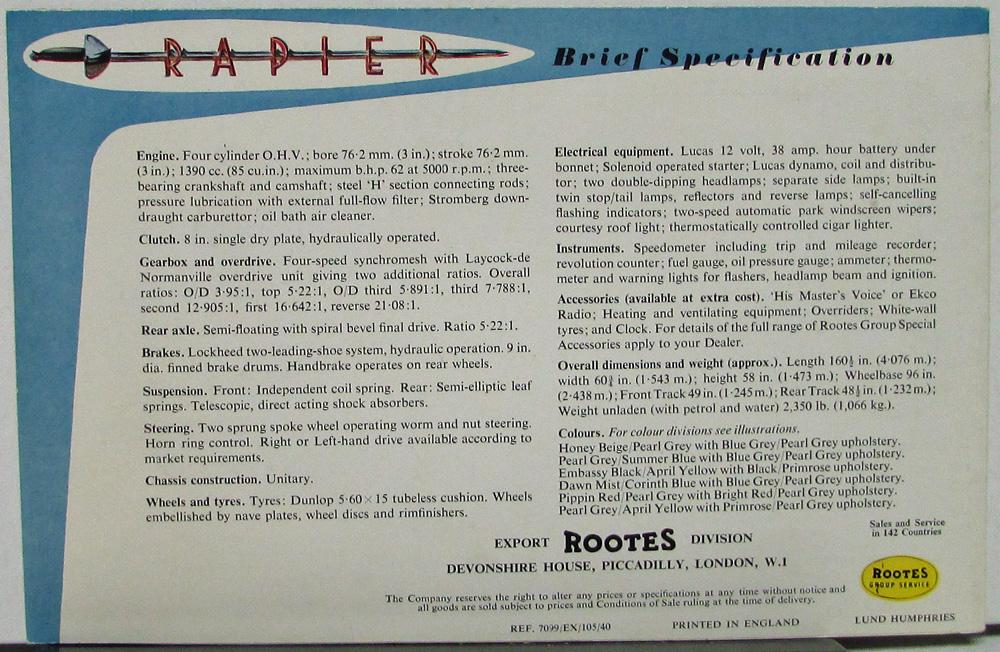 RAPIER
Brief Specification
Engine. Four cylinder O.H.V.; bore 76·2 mm. (3 in.); stroke 76·2 mm.
(3 in.); 1390 cc. (85 cu.in.); maximum b.h.p. 62 at 5000 r.p.m.; three-
bearing crankshaft and camshaft; steel 'H' section connecting rods;
pressure lubrication with external full-flow filter; Stromberg down-
draught carburettor; oil bath air cleaner.
Clutch. 8 in. single dry plate, hydraulically operated.
Gearbox and overdrive. Four-speed synchromesh with Laycock-de
Normanville overdrive unit giving two additional ratios. Overall
ratios: O/D 3·95:1, top 5·22:1, O/D third 5·891:1, third 7·788:1,
second 12·905:1, first 16·642:1, reverse 21·08:1.
Rear axle. Semi-floating with spiral bevel final drive. Ratio 5·22:1.
Brakes. Lockheed two-leading-shoe system, hydraulic operation. 9 in.
dia. finned brake drums. Handbrake operates on rear wheels.
Suspension. Front: Independent coil spring. Rear: Semi-elliptic leaf
springs. Telescopic, direct acting shock absorbers.
Steering. Two sprung spoke wheel operating worm and nut steering.
Horn ring control. Right or Left-hand drive available according to
market requirements.
Chassis construction. Unitary.
Wheels and tyres. Tyres: Dunlop 5·60 × 15 tubeless cushion. Wheels
embellished by nave plates, wheel discs and rimfinishers.
Electrical equipment. Lucas 12 volt, 38 amp. hour battery under
bonnet; Solenoid operated starter; Lucas dynamo, coil and distribu-
tor; two double-dipping headlamps; separate side lamps; built-in
twin stop/tail lamps, reflectors and reverse lamps; self-cancelling
flashing indicators; two-speed automatic park windscreen wipers;
courtesy roof light; thermostatically controlled cigar lighter.
Instruments. Speedometer including trip and mileage recorder;
revolution counter; fuel gauge, oil pressure gauge; ammeter; thermo-
meter and warning lights for flashers, headlamp beam and ignition.
Accessories (available at extra cost). 'His Master's Voice' or Ekco
Radio; Heating and ventilating equipment; Overriders; White-wall
tyres; and Clock. For details of the full range of Rootes Group Special
Accessories apply to your Dealer.
Overall dimensions and weight (approx.). Length 160½ in. (4·076 m.);
width 60¾ in. (1·543 m.); height 58 in. (1·473 m.); Wheelbase 96 in.
(2·438 m.); Front Track 49 in. (1·245 m.); Rear Track 48½ in. (1·232 m.);
Weight unladen (with petrol and water) 2,350 lb. (1,066 kg.).
Colours. For colour divisions see illustrations.
Honey Beige/Pearl Grey with Blue Grey/Pearl Grey upholstery.
Pearl Grey/Summer Blue with Blue Grey/Pearl Grey upholstery.
Embassy Black/April Yellow with Black/Primrose upholstery.
Dawn Mist/Corinth Blue with Blue Grey/Pearl Grey upholstery.
Pippin Red/Pearl Grey with Bright Red/Pearl Grey upholstery.
Pearl Grey/April Yellow with Primrose/Pearl Grey upholstery.
Sales and Service
in 142 Countries
EXPORT ROOTES DIVISION
DEVONSHIRE HOUSE, PICCADILLY, LONDON, W.1
ROOTES
GROUP SERVICE
The Company reserves the right to alter any prices or specifications at any time without notice and
all goods are sold subject to prices and Conditions of Sale ruling at the time of delivery.
REF. 7099/EX/105/40 PRINTED IN ENGLAND LUND HUMPHRIES